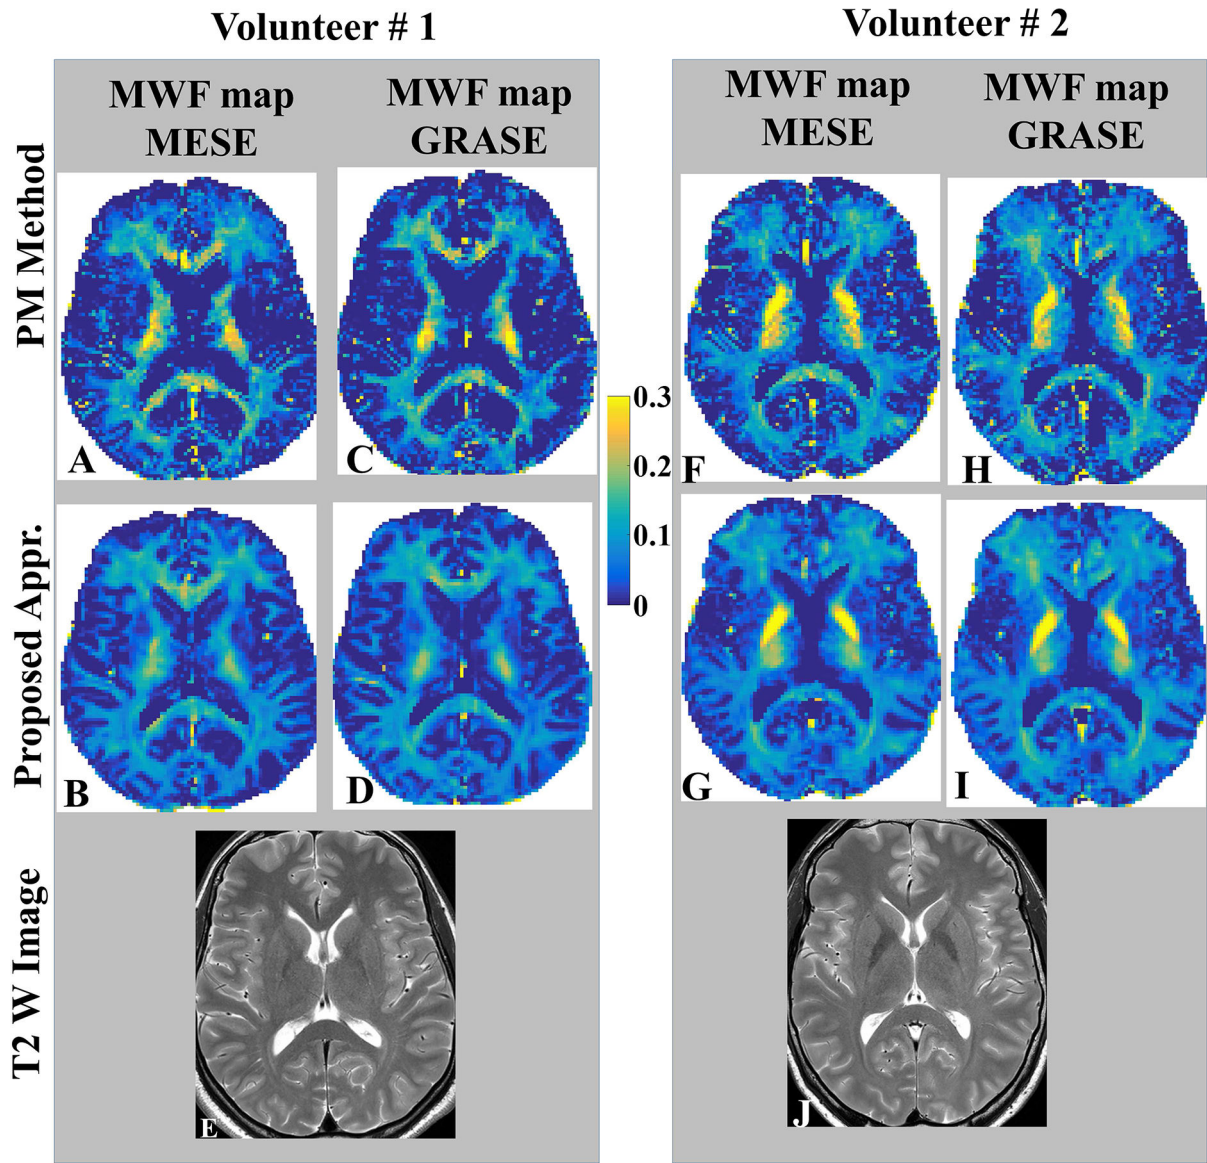 Volunteer # 1
Volunteer # 2
MWF map
MESE
MWF map
GRASE
MWF map
MESE
MWF map
GRASE
PM Method
A
C
F
H
0.3
0.2
0.1
0
Proposed Appr.
B
D
G
I
T2 W Image
E
J